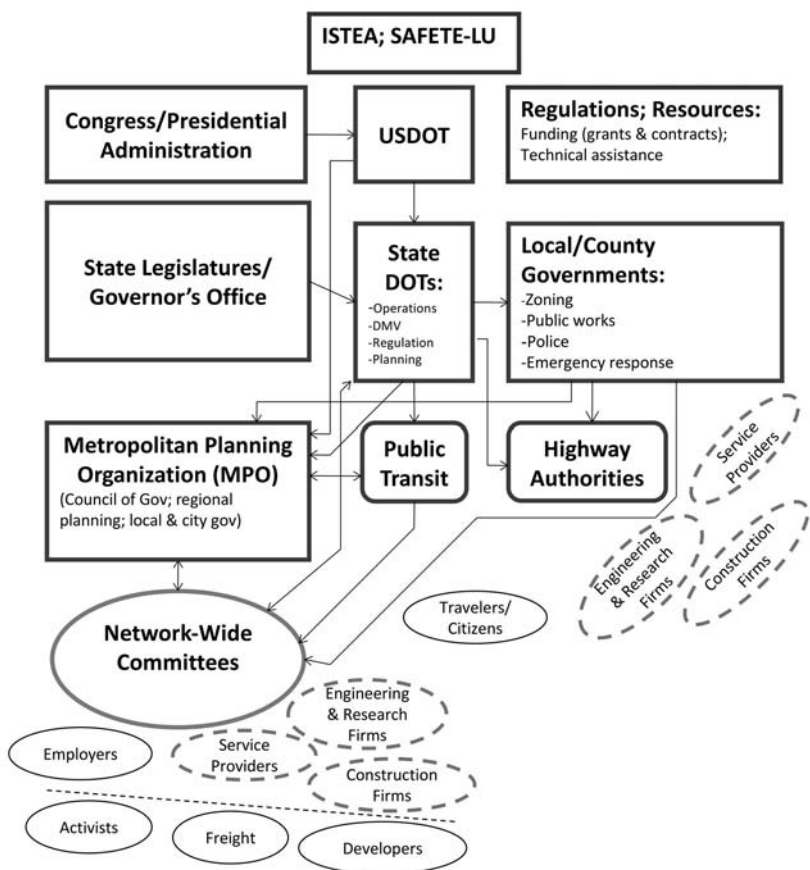 ISTEA; SAFETE-LU
Congress/Presidential
Administration
USDOT
Regulations; Resources:
Funding (grants & contracts);
Technical assistance
State Legislatures/
Governor's Office
State
DOTs:
-Operations
-DMV
-Regulation
-Planning
Local/County
Governments:
-Zoning
-Public works
-Police
-Emergency response
Metropolitan Planning
Organization (MPO)
(Council of Gov; regional
planning; local & city gov)
Public
Transit
Highway
Authorities
Service
Providers
Engineering
& Research
Firms
Construction
Firms
Travelers/
Citizens
Network-Wide
Committees
Engineering
& Research
Firms
Employers
Service
Providers
Construction
Firms
Activists
Freight
Developers